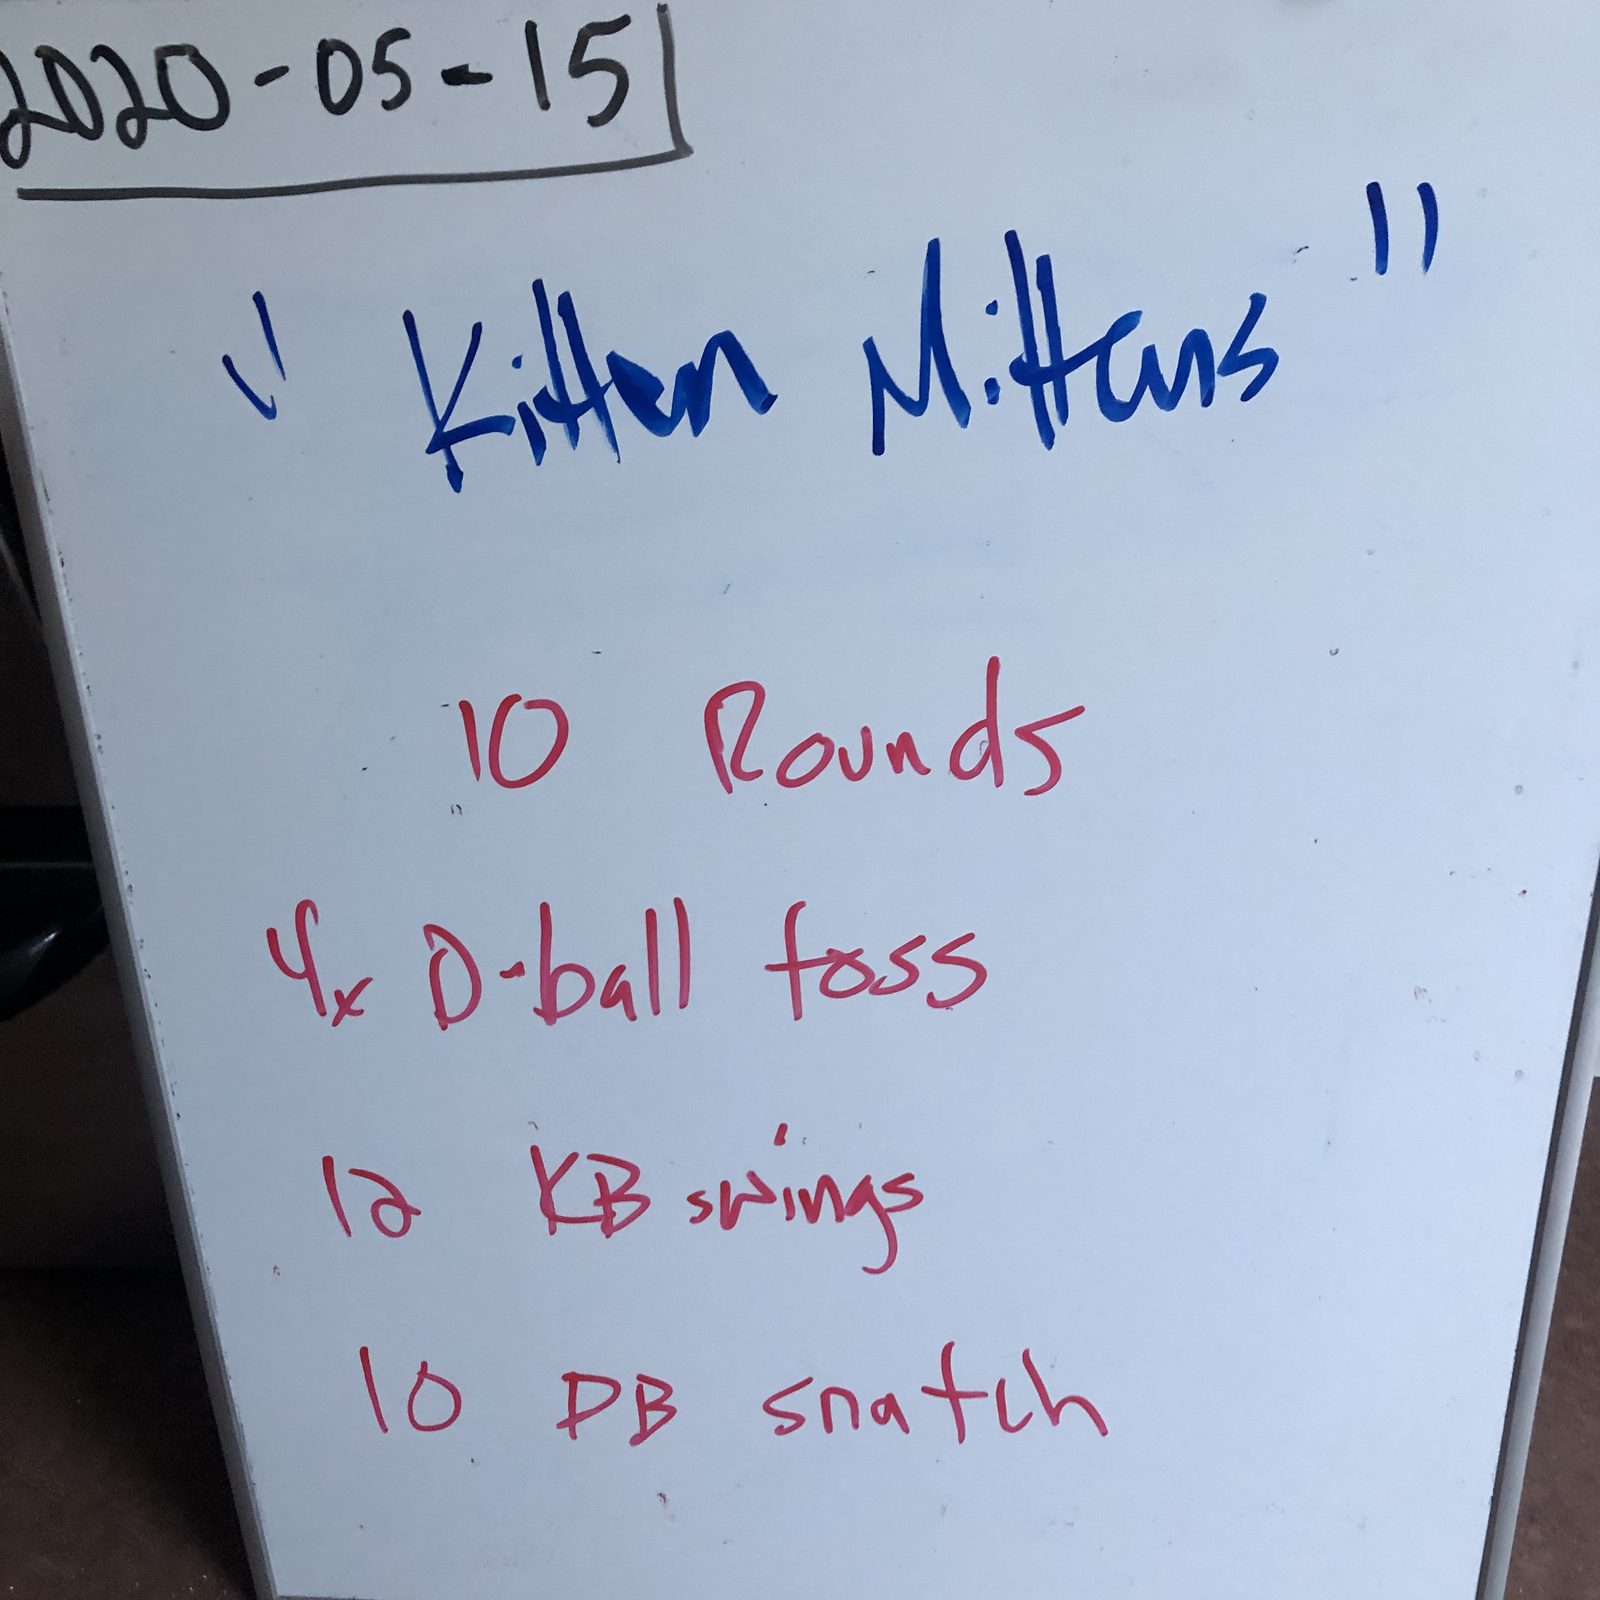 2020-05-15
"Kitten Mittens"
10 Rounds
4x D-ball toss
12 KB swings
10 DB snatch